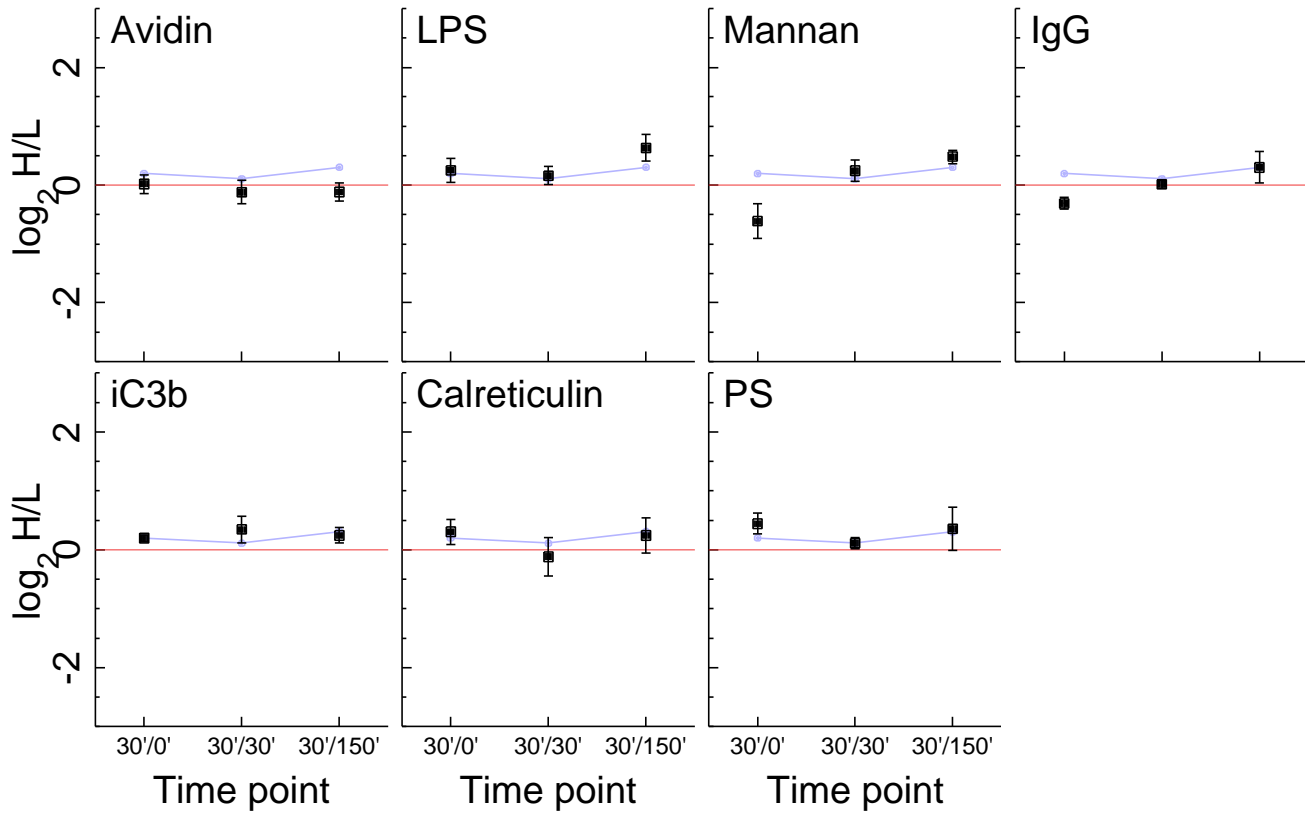 Avidin
LPS
Mannan
IgG
log2 H/L
2
0
-2
iC3b
Calreticulin
PS
log2 H/L
2
0
-2
30'/0'
30'/30'
30'/150'
30'/0'
30'/30'
30'/150'
30'/0'
30'/30'
30'/150'
Time point
Time point
Time point